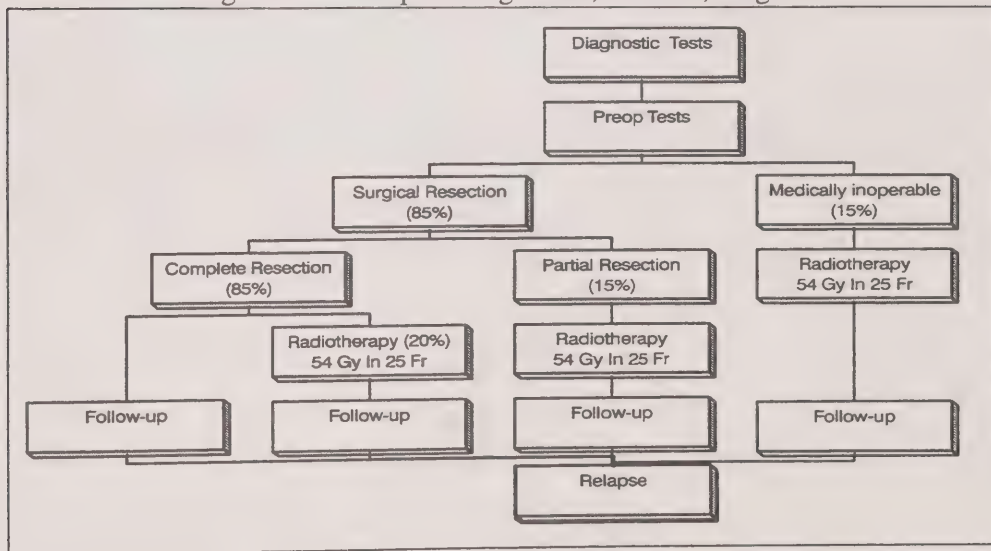 Diagnostic Tests
Preop Tests
Surgical Resection
(85%)
Medically inoperable
(15%)
Complete Resection
(85%)
Partial Resection
(15%)
Radiotherapy
54 Gy In 25 Fr
Radiotherapy (20%)
54 Gy In 25 Fr
Radiotherapy
54 Gy In 25 Fr
Follow-up
Follow-up
Follow-up
Follow-up
Relapse